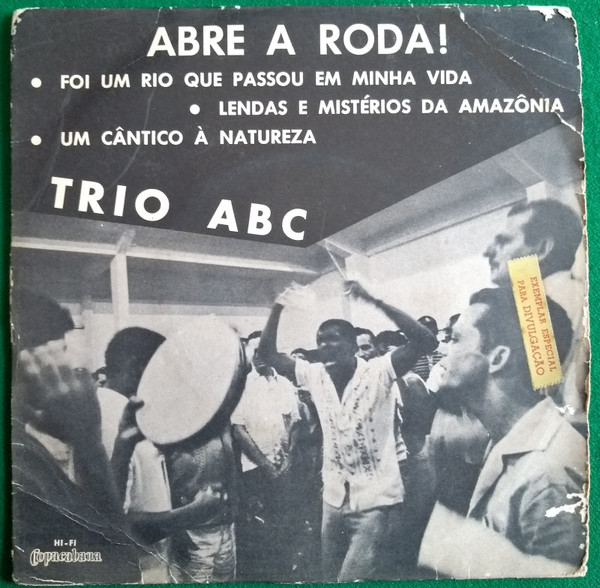 ABRE A RODA!
• FOI UM RIO QUE PASSOU EM MINHA VIDA
• LENDAS E MISTÉRIOS DA AMAZÔNIA
• UM CÂNTICO À NATUREZA
TRIO ABC
EXEMPLAR ESPECIAL
PARA DIVULGAÇÃO
HI-FI
Copacabana